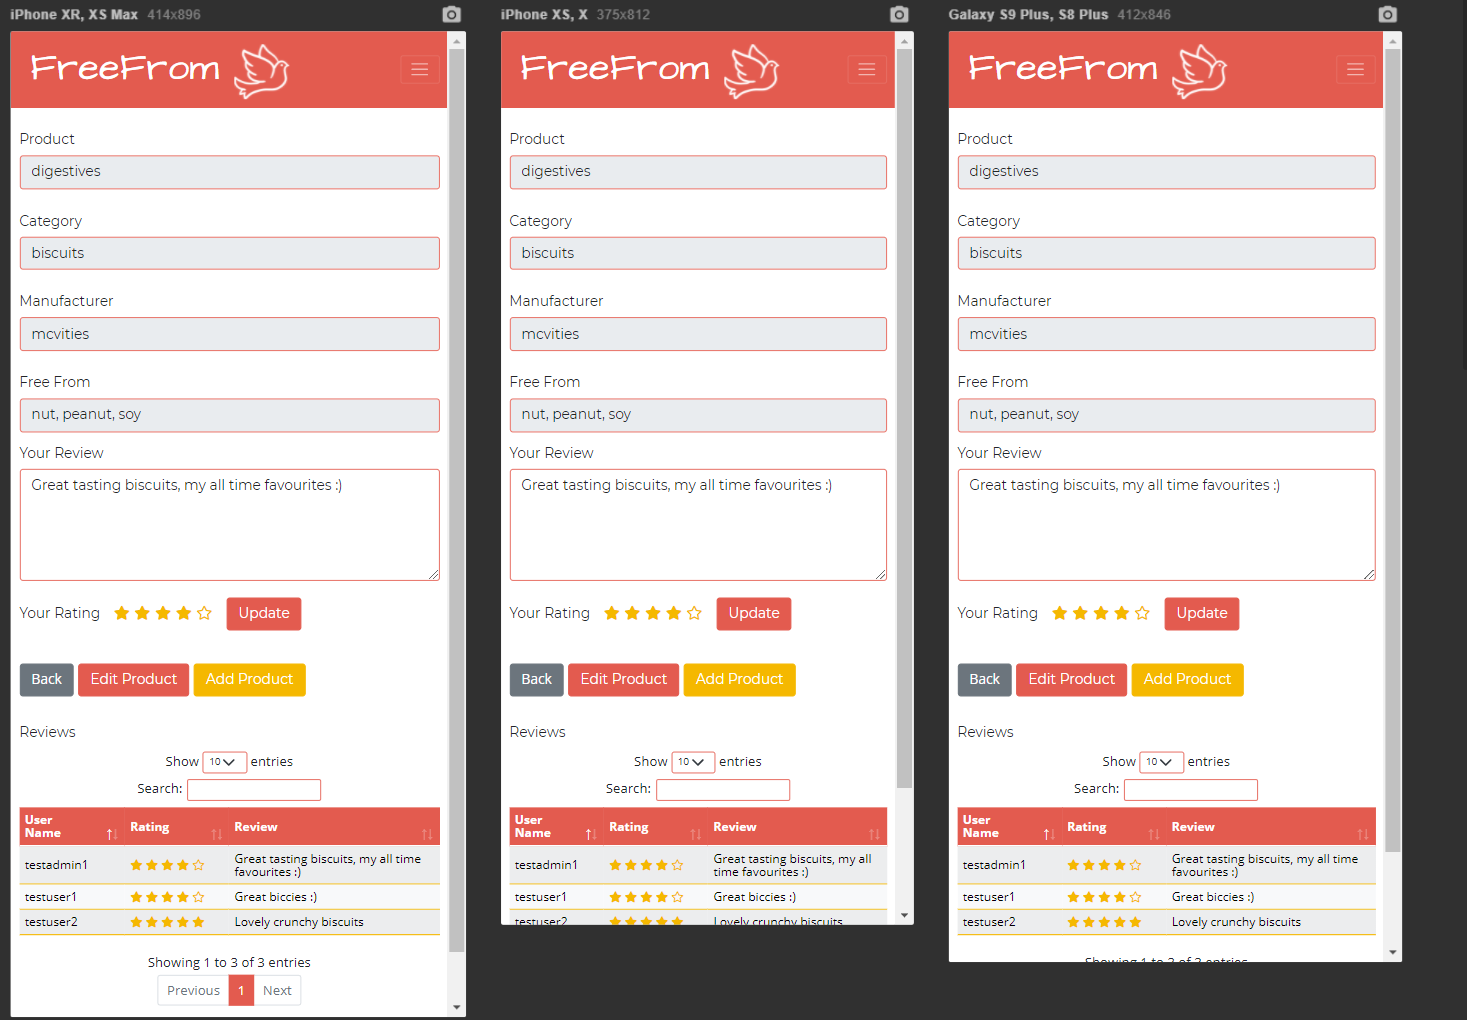 iPhone XR, XS Max 414x896
FreeFrom
Product
digestives
Category
biscuits
Manufacturer
mcvities
Free From
nut, peanut, soy
Your Review
Great tasting biscuits, my all time favourites :)
Your Rating Update
Back Edit Product Add Product
Reviews
Show 10 entries
Search:
User Name Rating Review
testadmin1 Great tasting biscuits, my all time
favourites :)
testuser1 Great biccies :)
testuser2 Lovely crunchy biscuits
Showing 1 to 3 of 3 entries
Previous 1 Next
iPhone XS, X 375x812
FreeFrom
Product
digestives
Category
biscuits
Manufacturer
mcvities
Free From
nut, peanut, soy
Your Review
Great tasting biscuits, my all time favourites :)
Your Rating Update
Back Edit Product Add Product
Reviews
Show 10 entries
Search:
User Name Rating Review
testadmin1 Great tasting biscuits, my all
time favourites :)
testuser1 Great biccies :)
testuser2 Lovely crunchy biscuits
Galaxy S9 Plus, S8 Plus 412x846
FreeFrom
Product
digestives
Category
biscuits
Manufacturer
mcvities
Free From
nut, peanut, soy
Your Review
Great tasting biscuits, my all time favourites :)
Your Rating Update
Back Edit Product Add Product
Reviews
Show 10 entries
Search:
User Name Rating Review
testadmin1 Great tasting biscuits, my all time
favourites :)
testuser1 Great biccies :)
testuser2 Lovely crunchy biscuits
Showing 1 to 3 of 3 entries